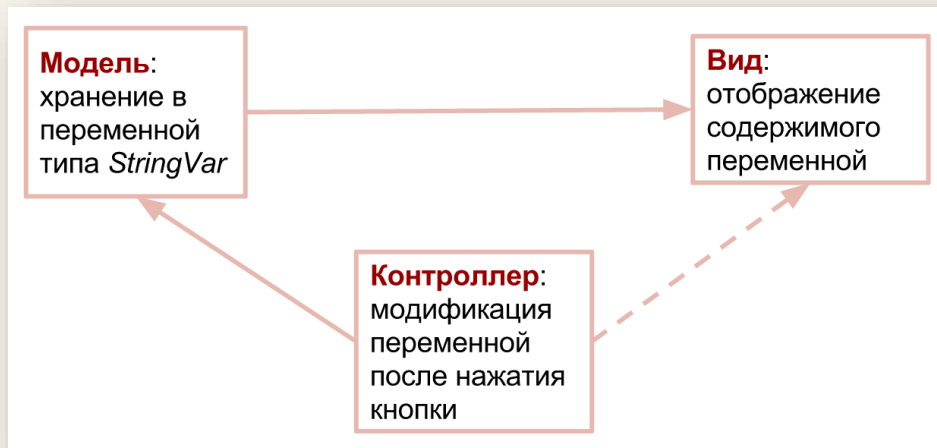 Модель:
хранение в
переменной
типа StringVar
Вид:
отображение
содержимого
переменной
Контроллер:
модификация
переменной
после нажатия
кнопки